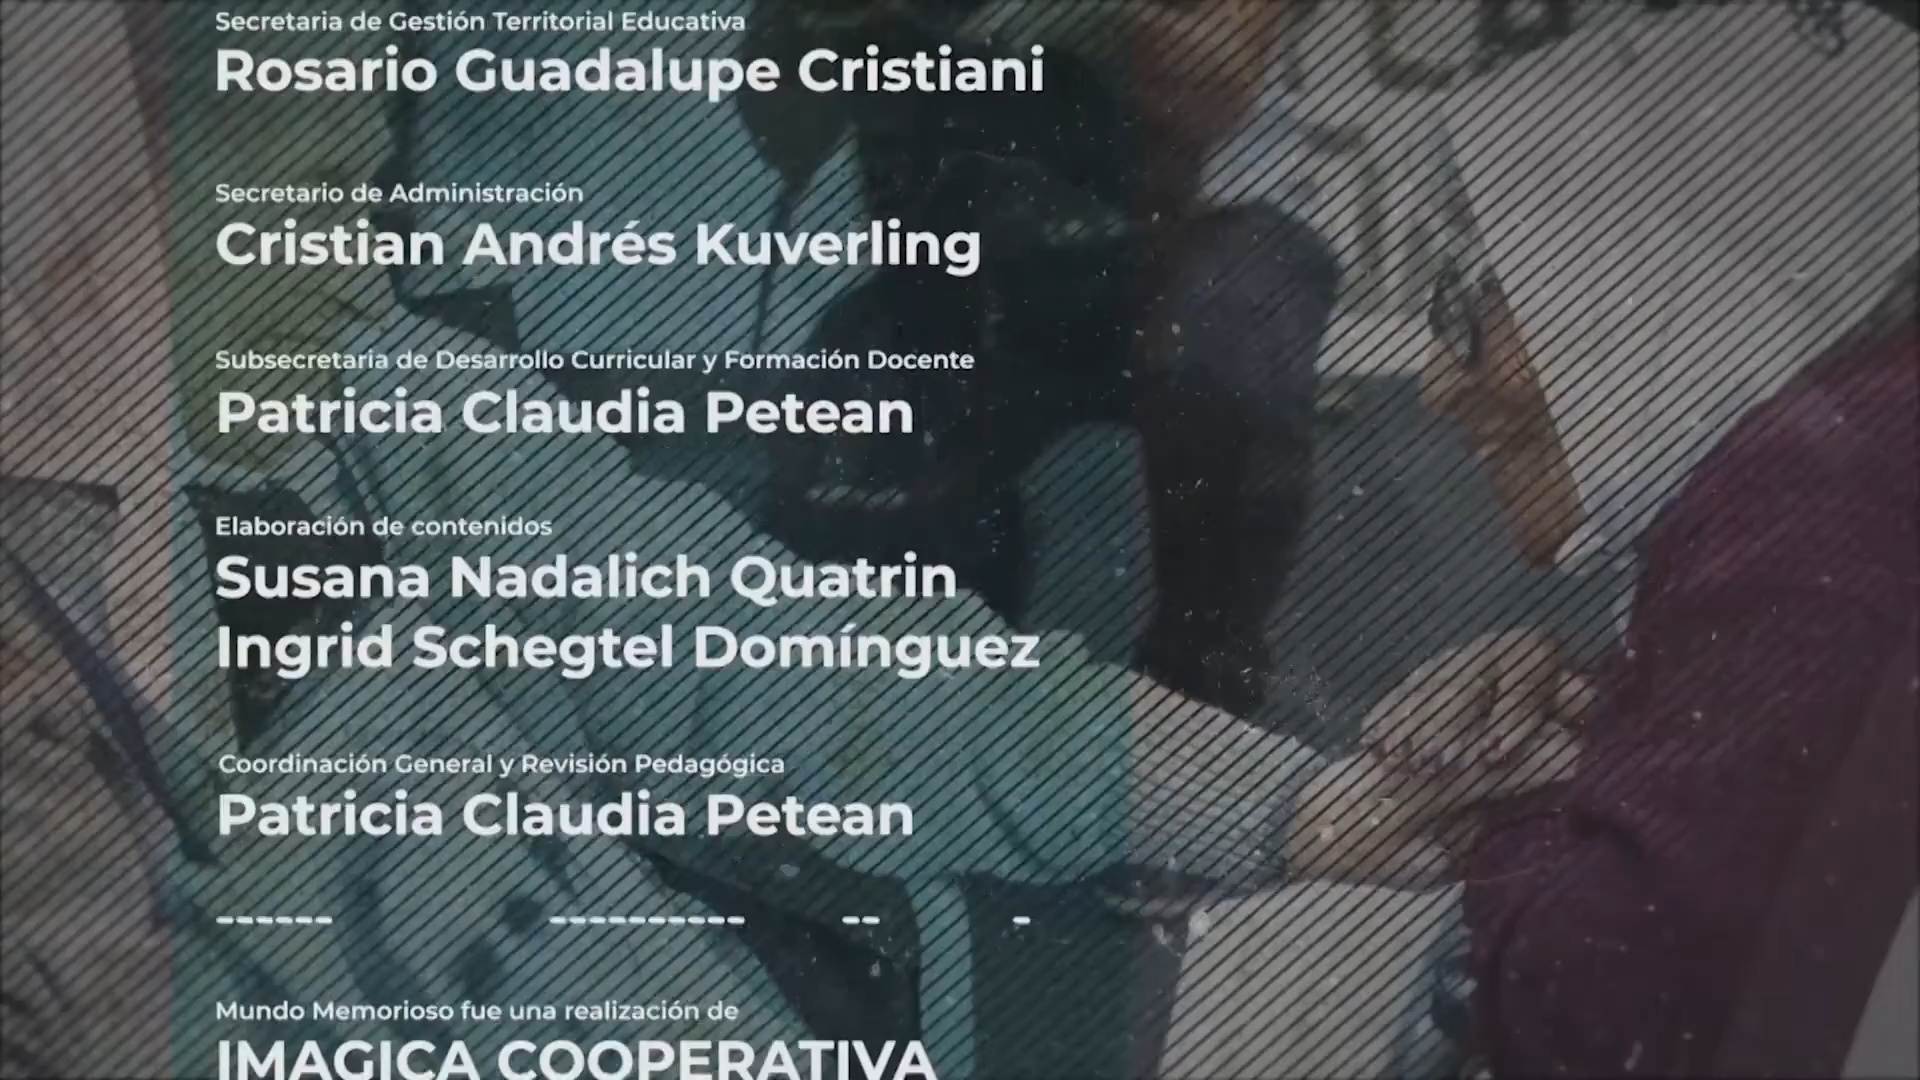 Secretaria de Gestión Territorial Educativa
Rosario Guadalupe Cristiani
Secretario de Administración
Cristian Andrés Kuverling
Subsecretaria de Desarrollo Curricular y Formación Docente
Patricia Claudia Petean
Elaboración de contenidos
Susana Nadalich Quatrin
Ingrid Schegtel Domínguez
Coordinación General y Revisión Pedagógica
Patricia Claudia Petean
------ ---------- -- -
Mundo Memorioso fue una realización de
IMAGICA COOPERATIVA